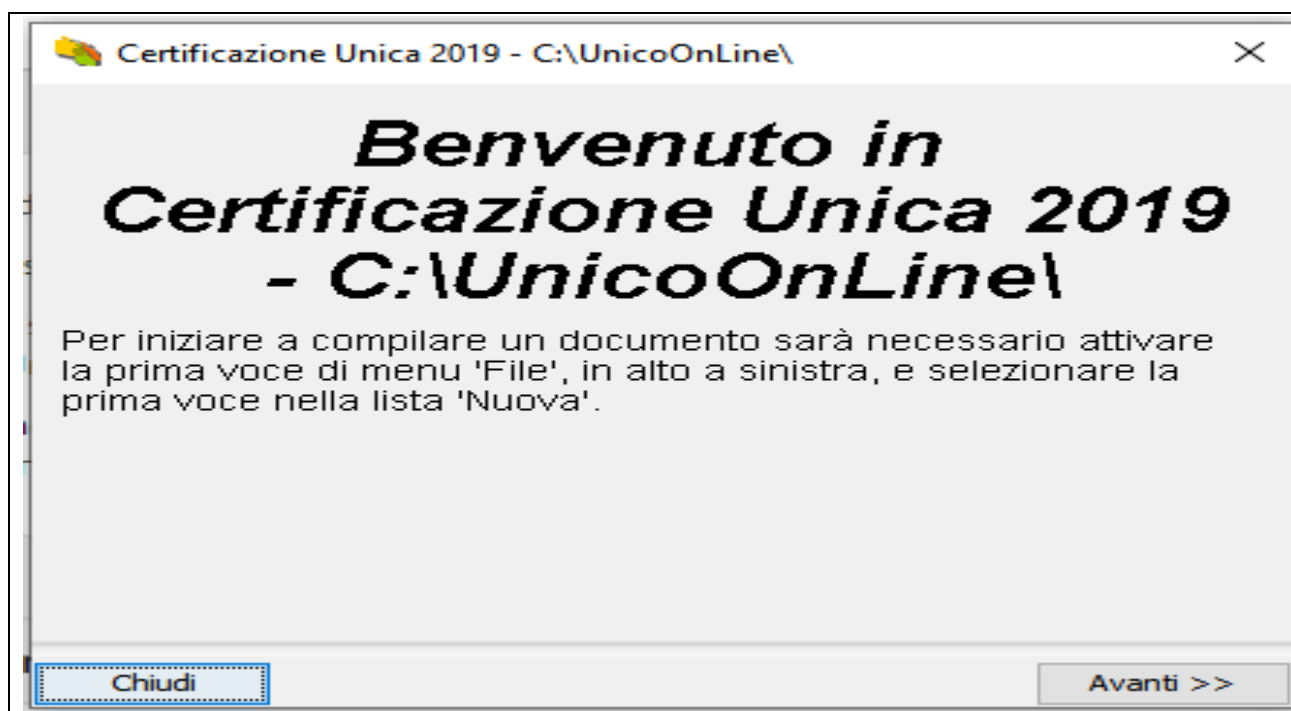 Certificazione Unica 2019 - C:\UnicoOnLine\
Benvenuto in
Certificazione Unica 2019
- C:\UnicoOnLine\
Per iniziare a compilare un documento sarà necessario attivare
la prima voce di menu 'File', in alto a sinistra, e selezionare la
prima voce nella lista 'Nuova'.
Chiudi
Avanti >>